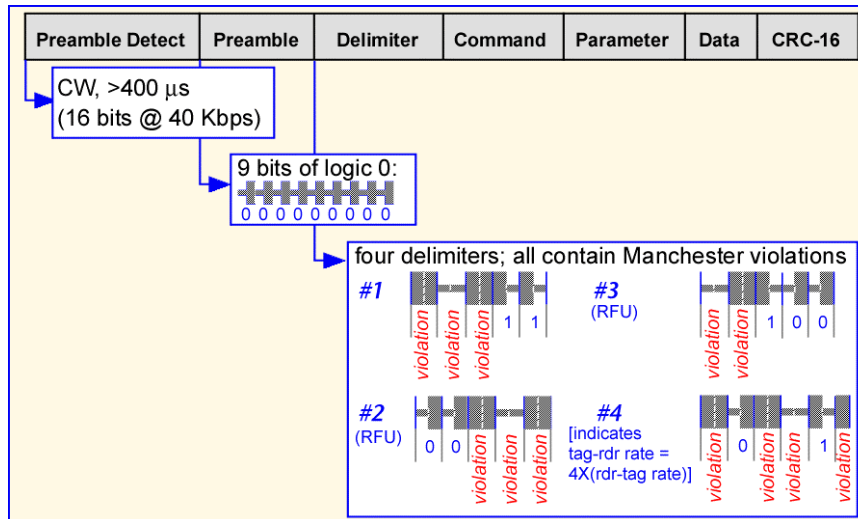 Preamble Detect Preamble Delimiter Command Parameter Data CRC-16
CW, >400 μs
(16 bits @ 40 Kbps)
9 bits of logic 0:
0 0 0 0 0 0 0 0 0
four delimiters; all contain Manchester violations
#1
violation violation violation 1 1
#3
(RFU)
violation violation 1 0 0
#2
(RFU)
0 0 violation violation violation
#4
[indicates
tag-rdr rate =
4X(rdr-tag rate)]
violation 0 violation violation 1 violation